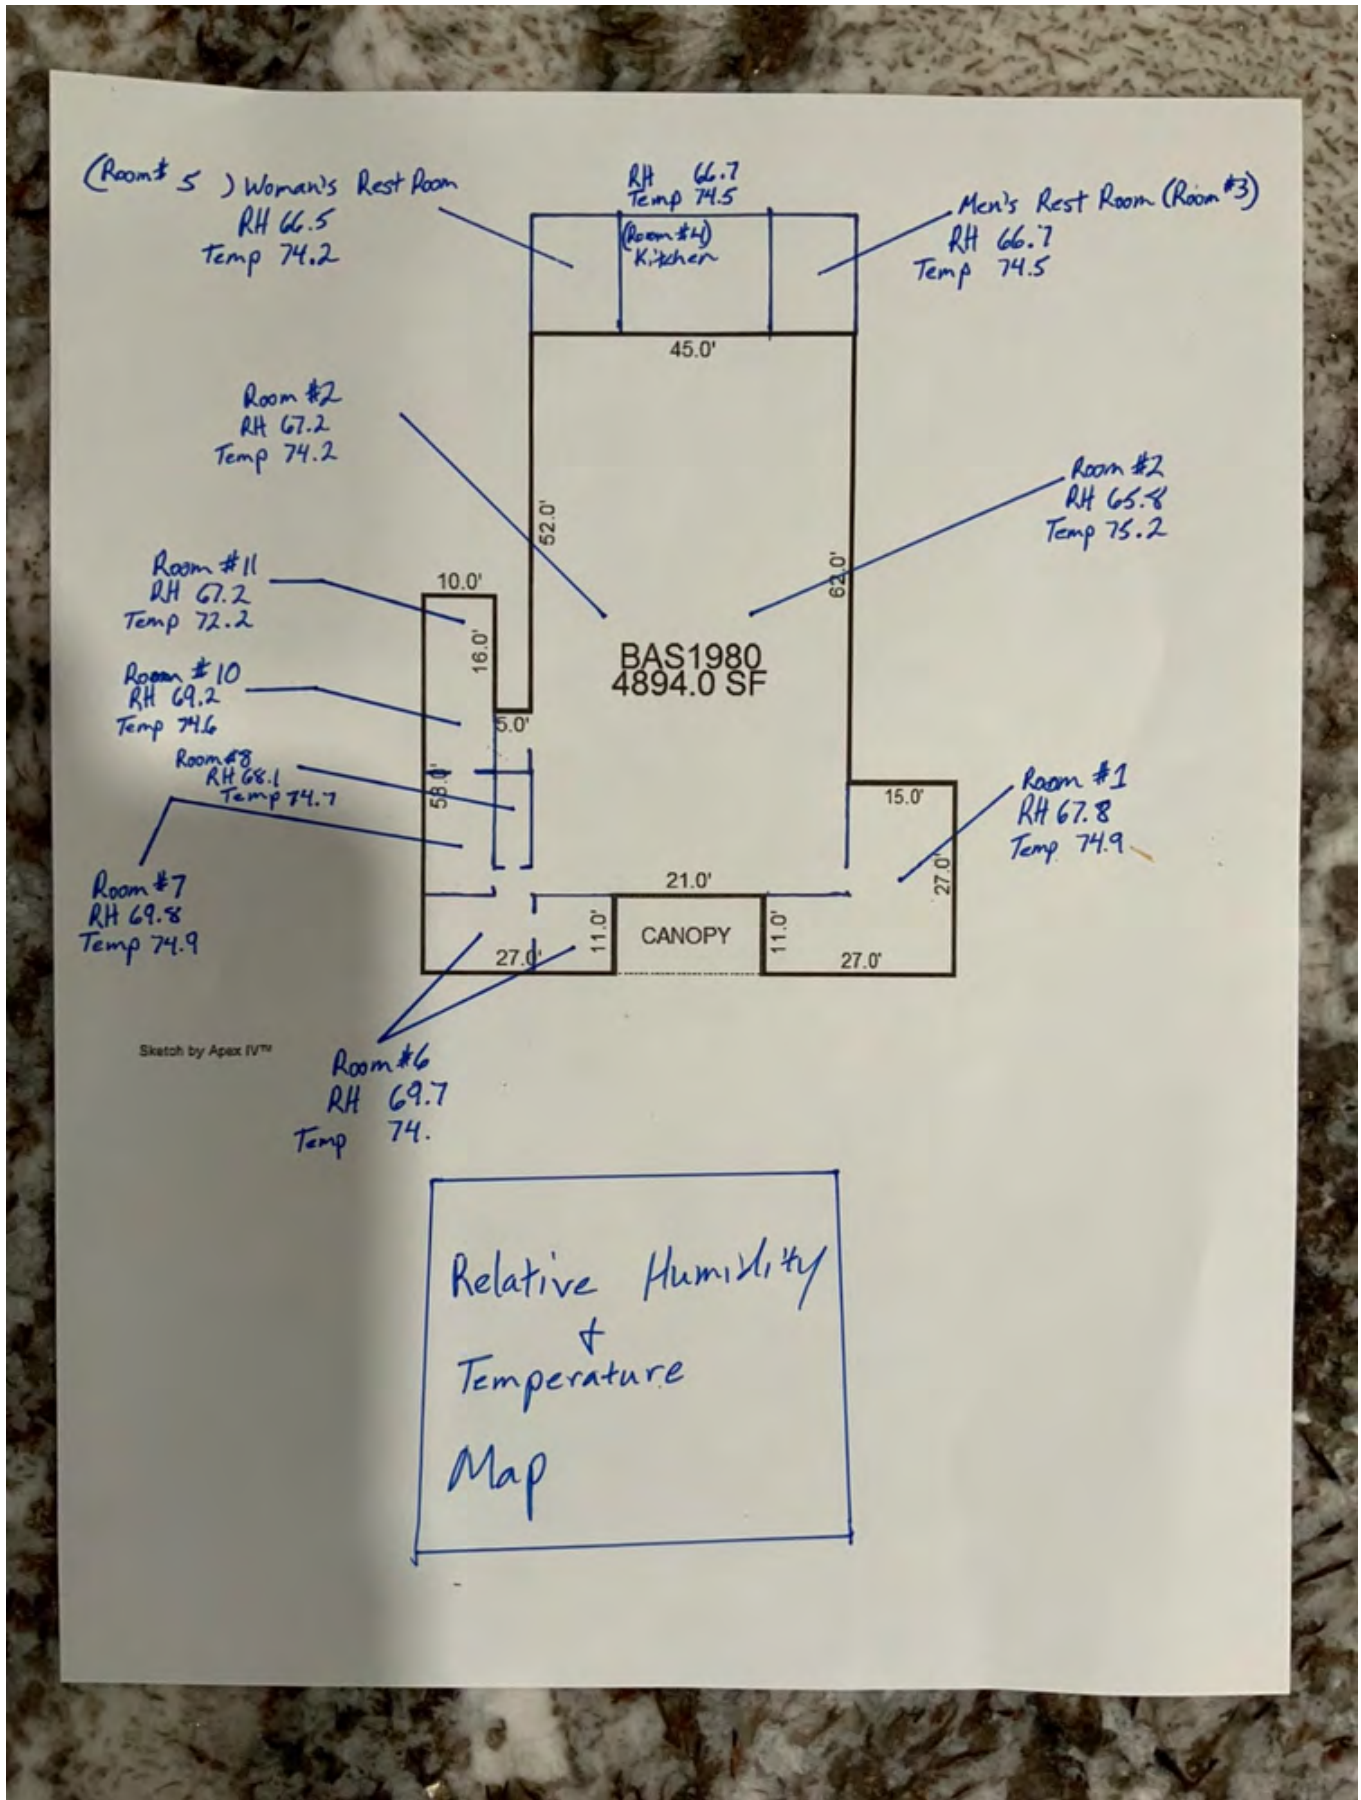 (Room# 5 ) Woman's Rest Room
RH 66.5
Temp 74.2
RH 66.7
Temp 74.5
(Room #4)
Kitchen
Men's Rest Room (Room #3)
RH 66.7
Temp 74.5
45.0'
Room #2
RH 67.2
Temp 74.2
52.0'
Room #2
RH 65.8
Temp 75.2
62.0'
Room #11
RH 67.2
Temp 72.2
10.0'
16.0'
BAS1980
4894.0 SF
Room #10
RH 69.2
Temp 74.6
5.0'
Room #8
RH 68.1
Temp 74.7
58.0'
Room #1
RH 67.8
Temp 74.9
15.0'
27.0'
Room #7
RH 69.8
Temp 74.9
21.0'
11.0'
CANOPY
11.0'
27.0'
27.0'
Sketch by Apex IV™
Room #6
RH 69.7
Temp 74.
Relative Humidity
+
Temperature
Map